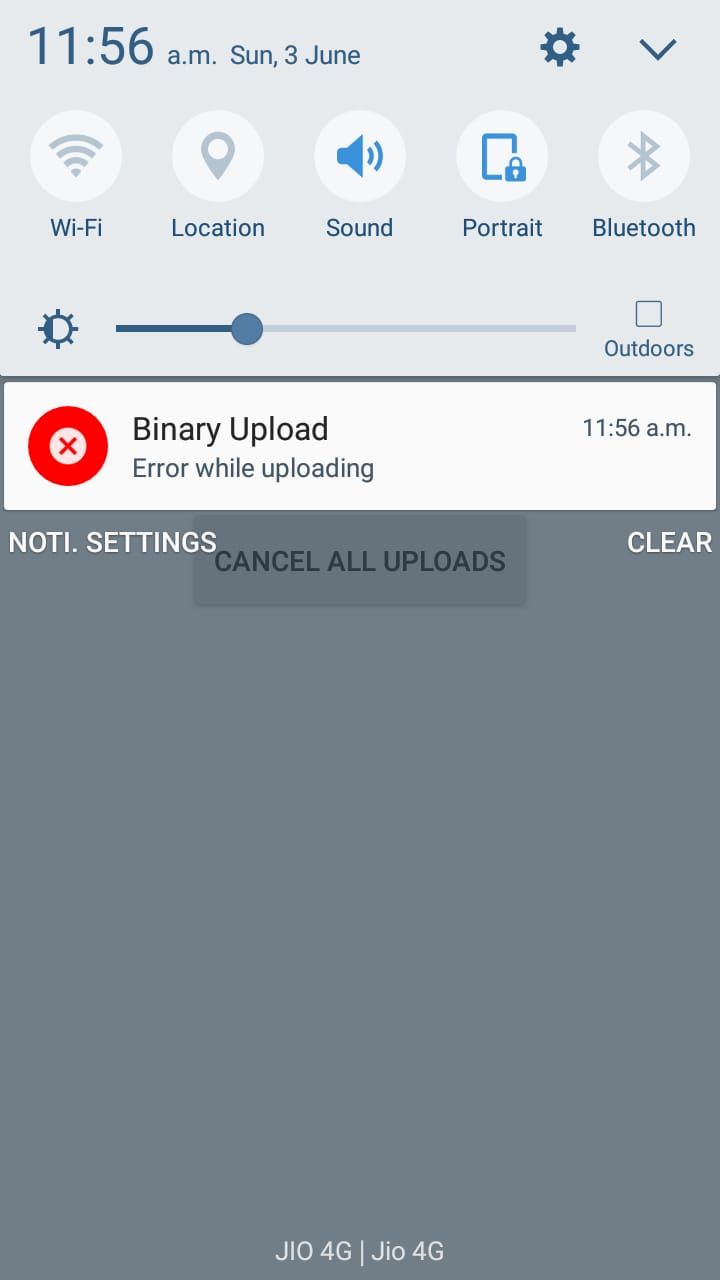 11:56 a.m. Sun, 3 June
Wi-Fi Location Sound Portrait Bluetooth
Outdoors
Binary Upload 11:56 a.m.
Error while uploading
NOTI. SETTINGS CLEAR
CANCEL ALL UPLOADS
JIO 4G | Jio 4G